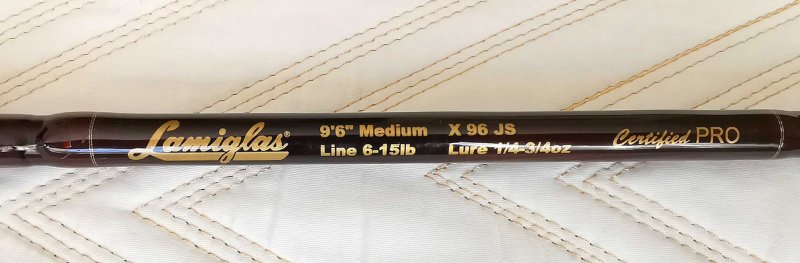 Lamiglas®
9'6" Medium X 96 JS
Line 6-15lb Lure 1/4-3/4oz
Certified PRO